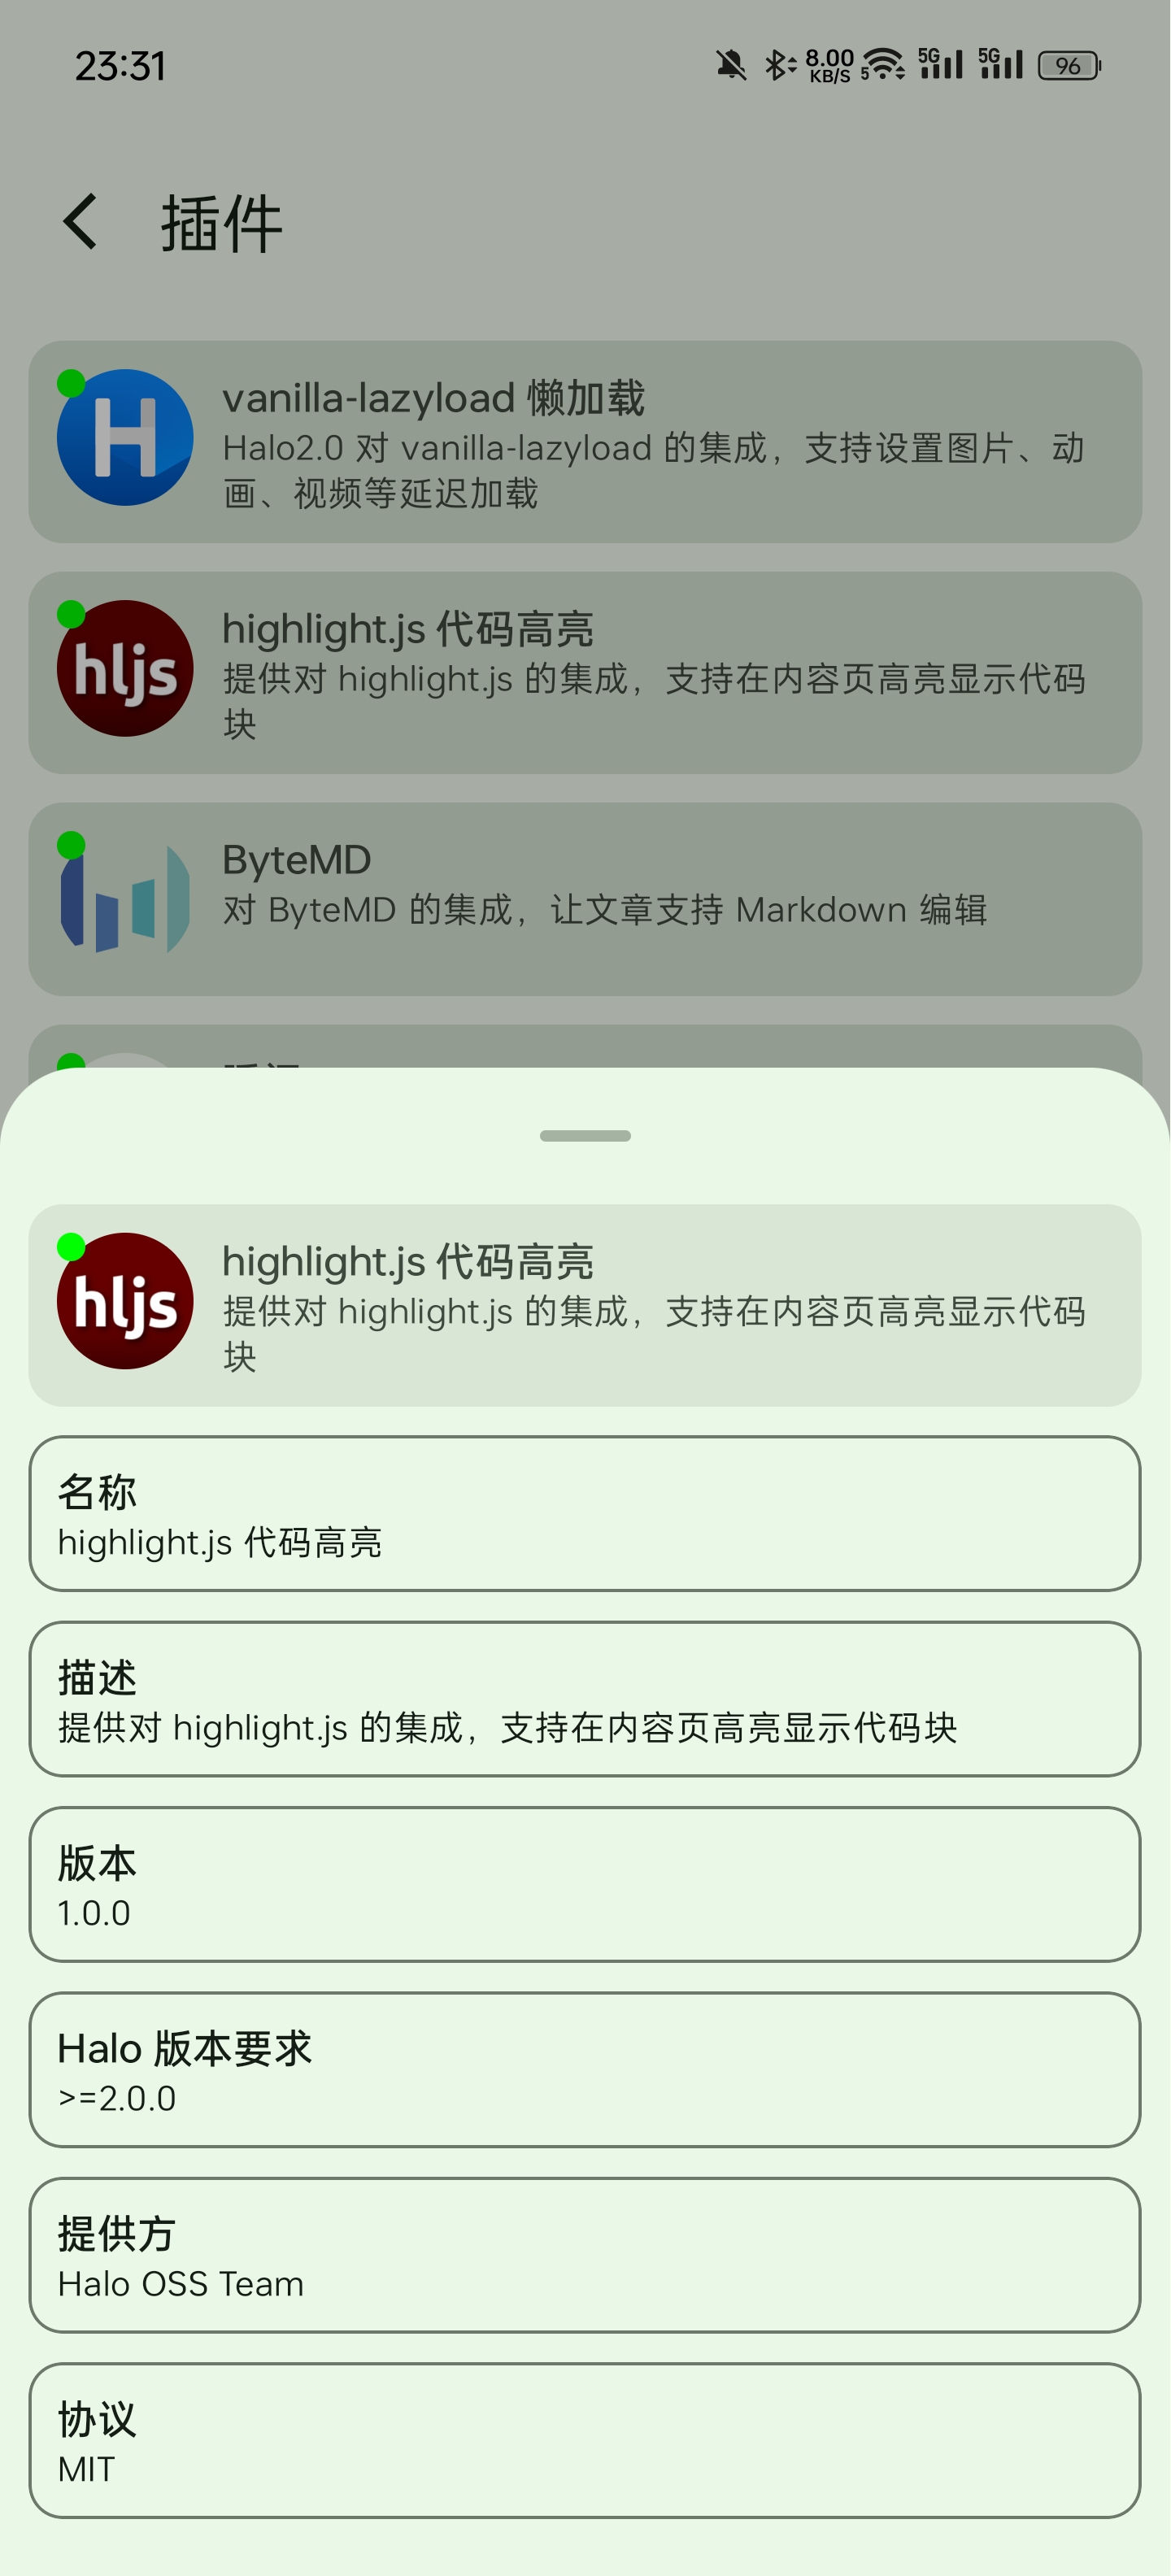 23:31
8.00
KB/S
5
5G
5G
96
插件
H
vanilla-lazyload 懒加载
Halo2.0 对 vanilla-lazyload 的集成，支持设置图片、动
画、视频等延迟加载
hljs
highlight.js 代码高亮
提供对 highlight.js 的集成，支持在内容页高亮显示代码
块
ByteMD
对 ByteMD 的集成，让文章支持 Markdown 编辑
hljs
highlight.js 代码高亮
提供对 highlight.js 的集成，支持在内容页高亮显示代码
块
名称
highlight.js 代码高亮
描述
提供对 highlight.js 的集成，支持在内容页高亮显示代码块
版本
1.0.0
Halo 版本要求
>=2.0.0
提供方
Halo OSS Team
协议
MIT